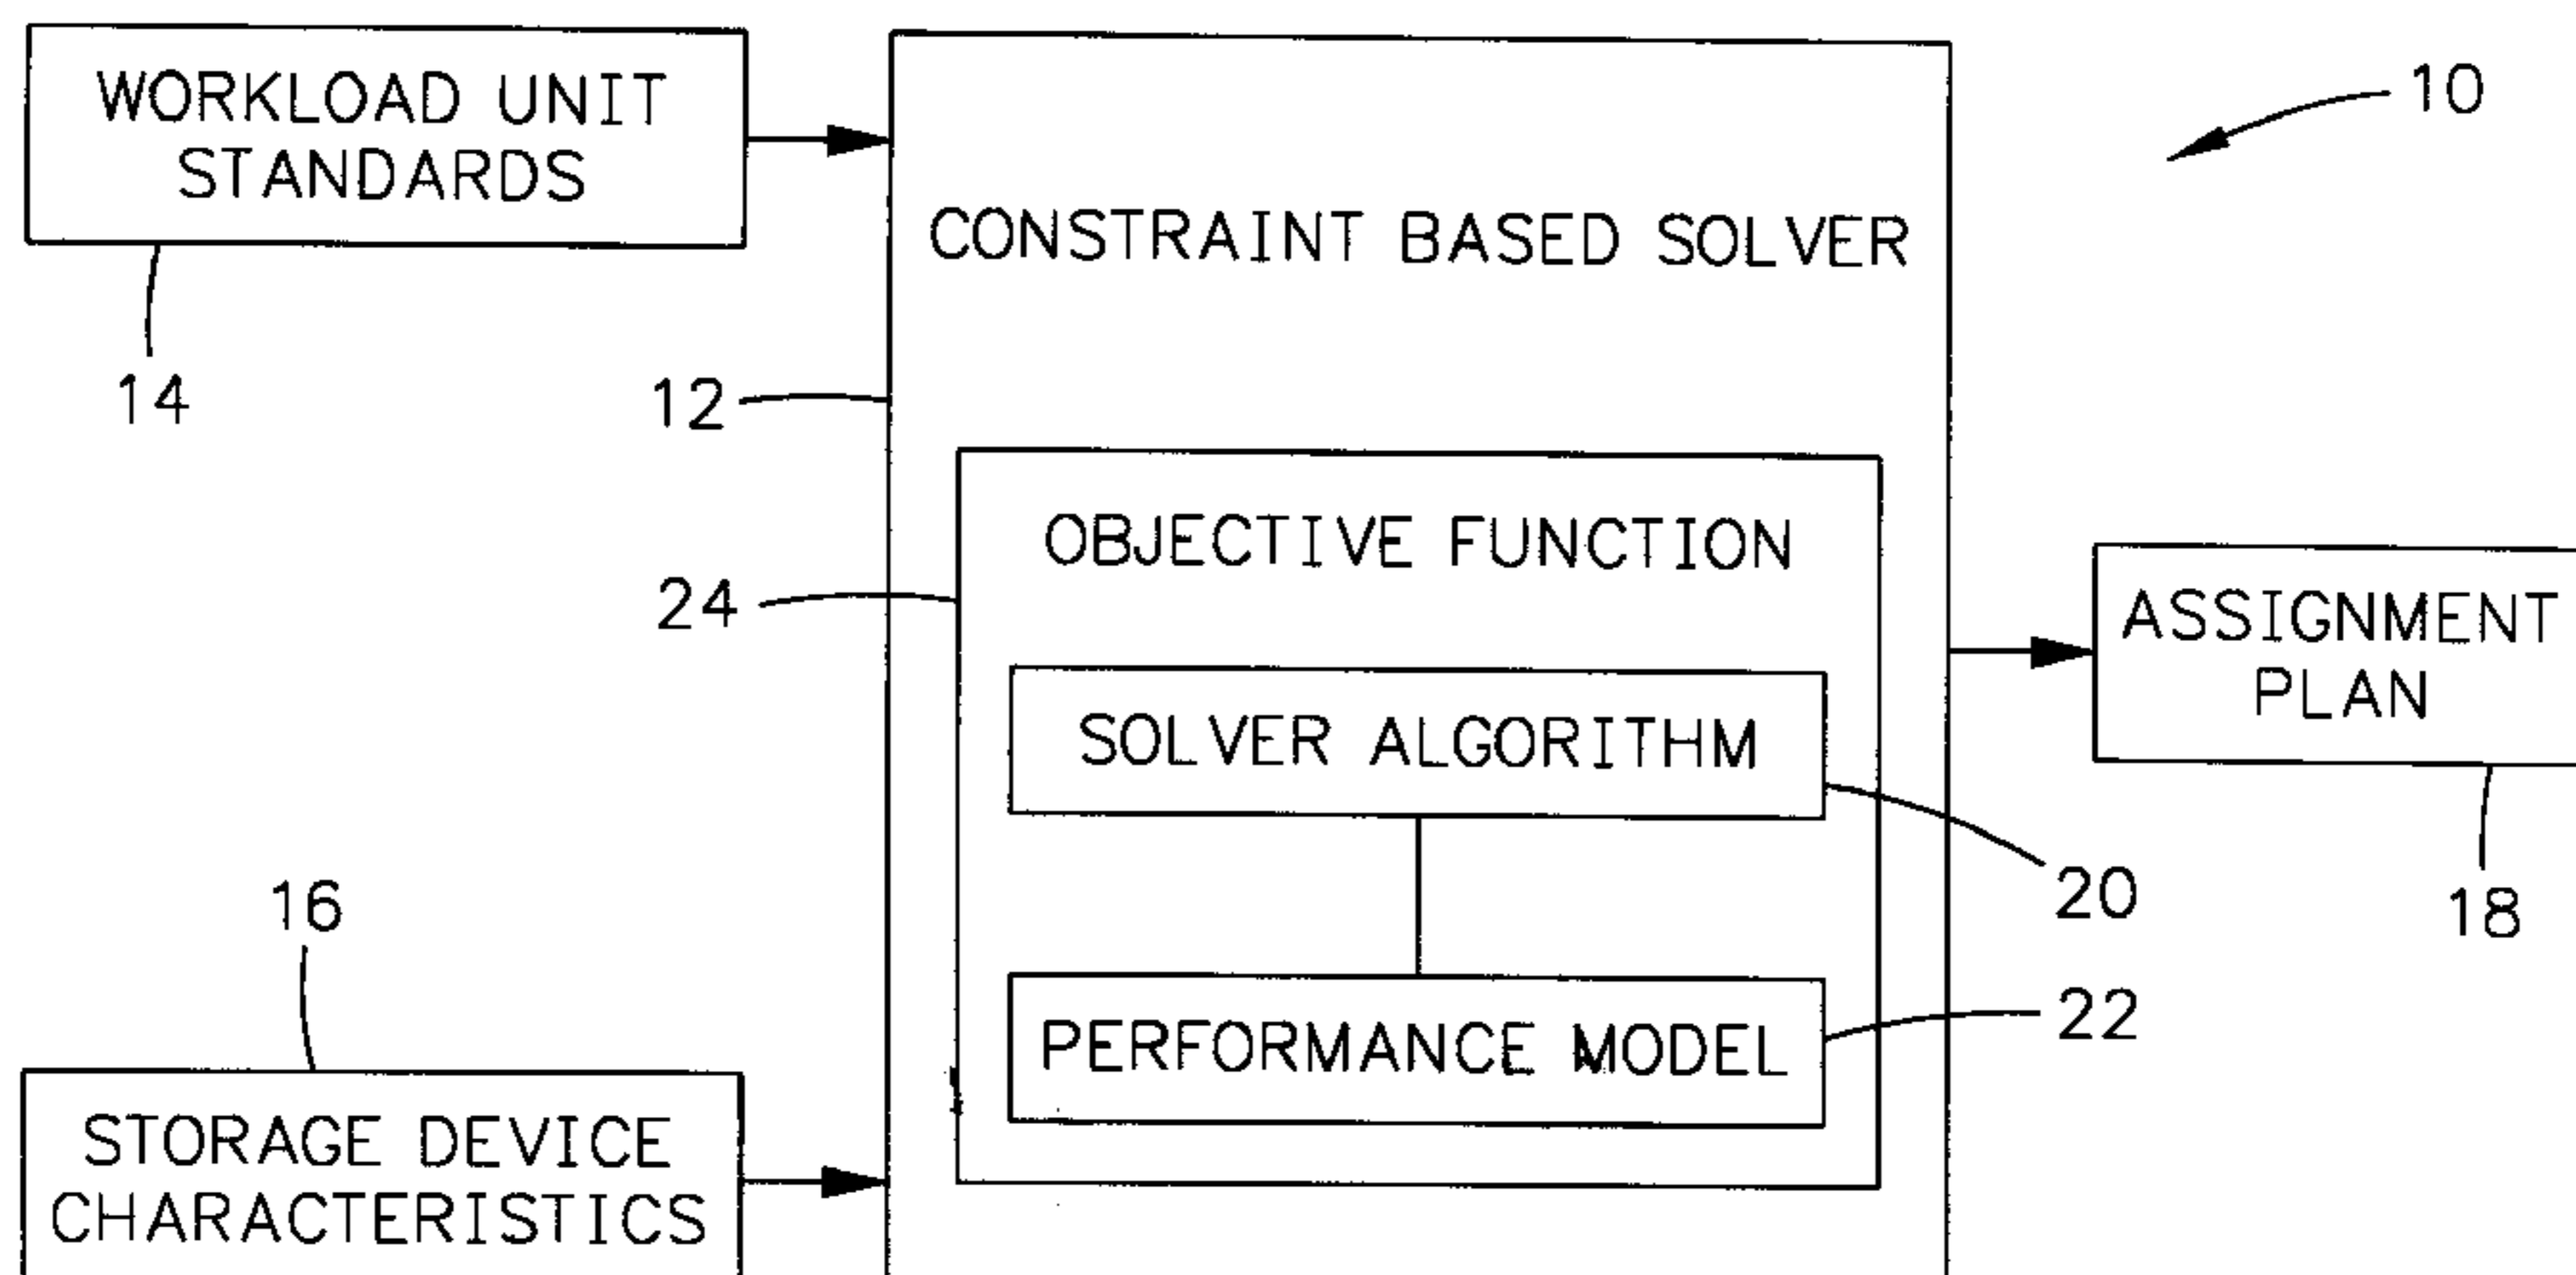 WORKLOAD UNIT
STANDARDS
14
10
CONSTRAINT BASED SOLVER
12
OBJECTIVE FUNCTION
24
SOLVER ALGORITHM
ASSIGNMENT
PLAN
20
18
16
PERFORMANCE MODEL
22
STORAGE DEVICE
CHARACTERISTICS